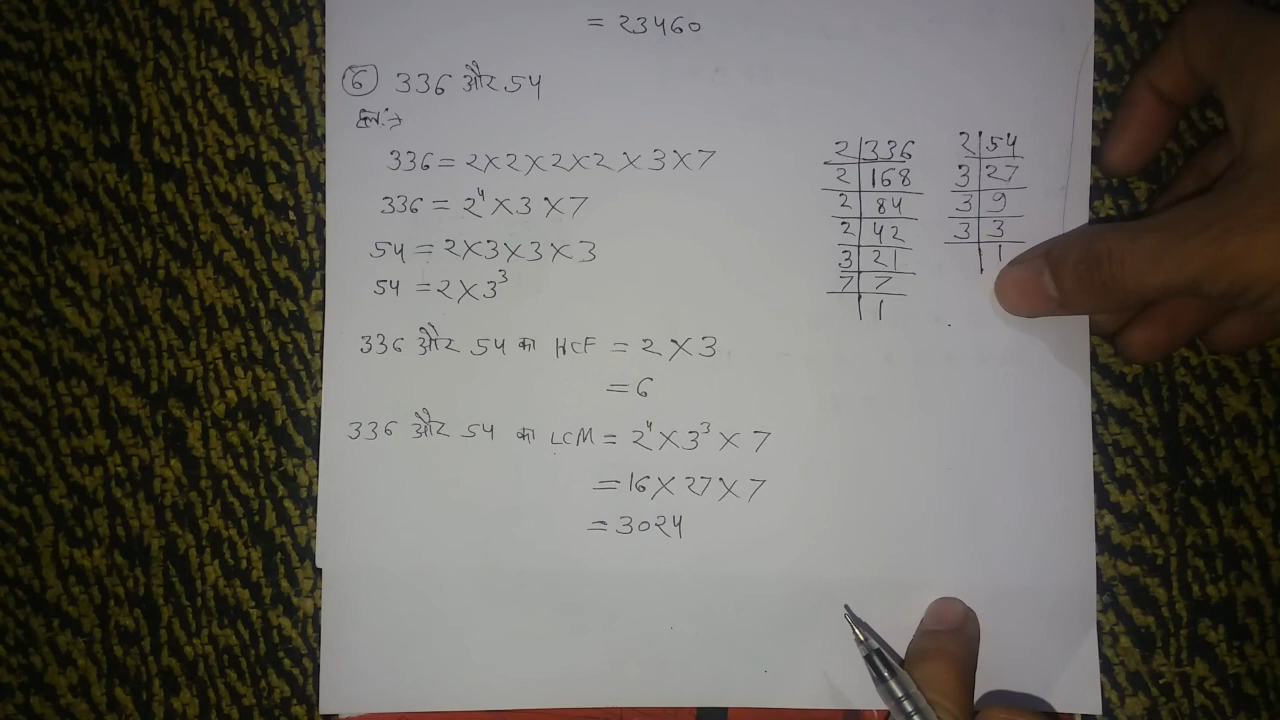 = 23460
6 336 और 54
हल:→
336 = 2×2×2×2×3×7
336 = 2⁴×3×7
54 = 2×3×3×3
54 = 2×3³
336 और 54 का HCF = 2×3
= 6
336 और 54 का LCM = 2⁴×3³×7
= 16×27×7
= 3024
2 336
2 168
2 84
2 42
3 21
7 7
1
2 54
3 27
3 9
3 3
1